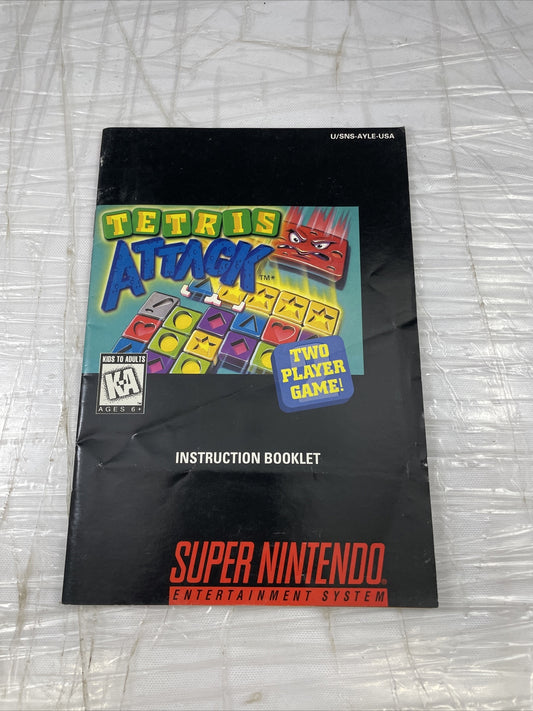 U/SNS-AYLE-USA
TETRIS
ATTACK
TM*
TWO
PLAYER
GAME!
KIDS TO ADULTS
K-A
AGES 6+
INSTRUCTION BOOKLET
SUPER NINTENDO®
ENTERTAINMENT SYSTEM